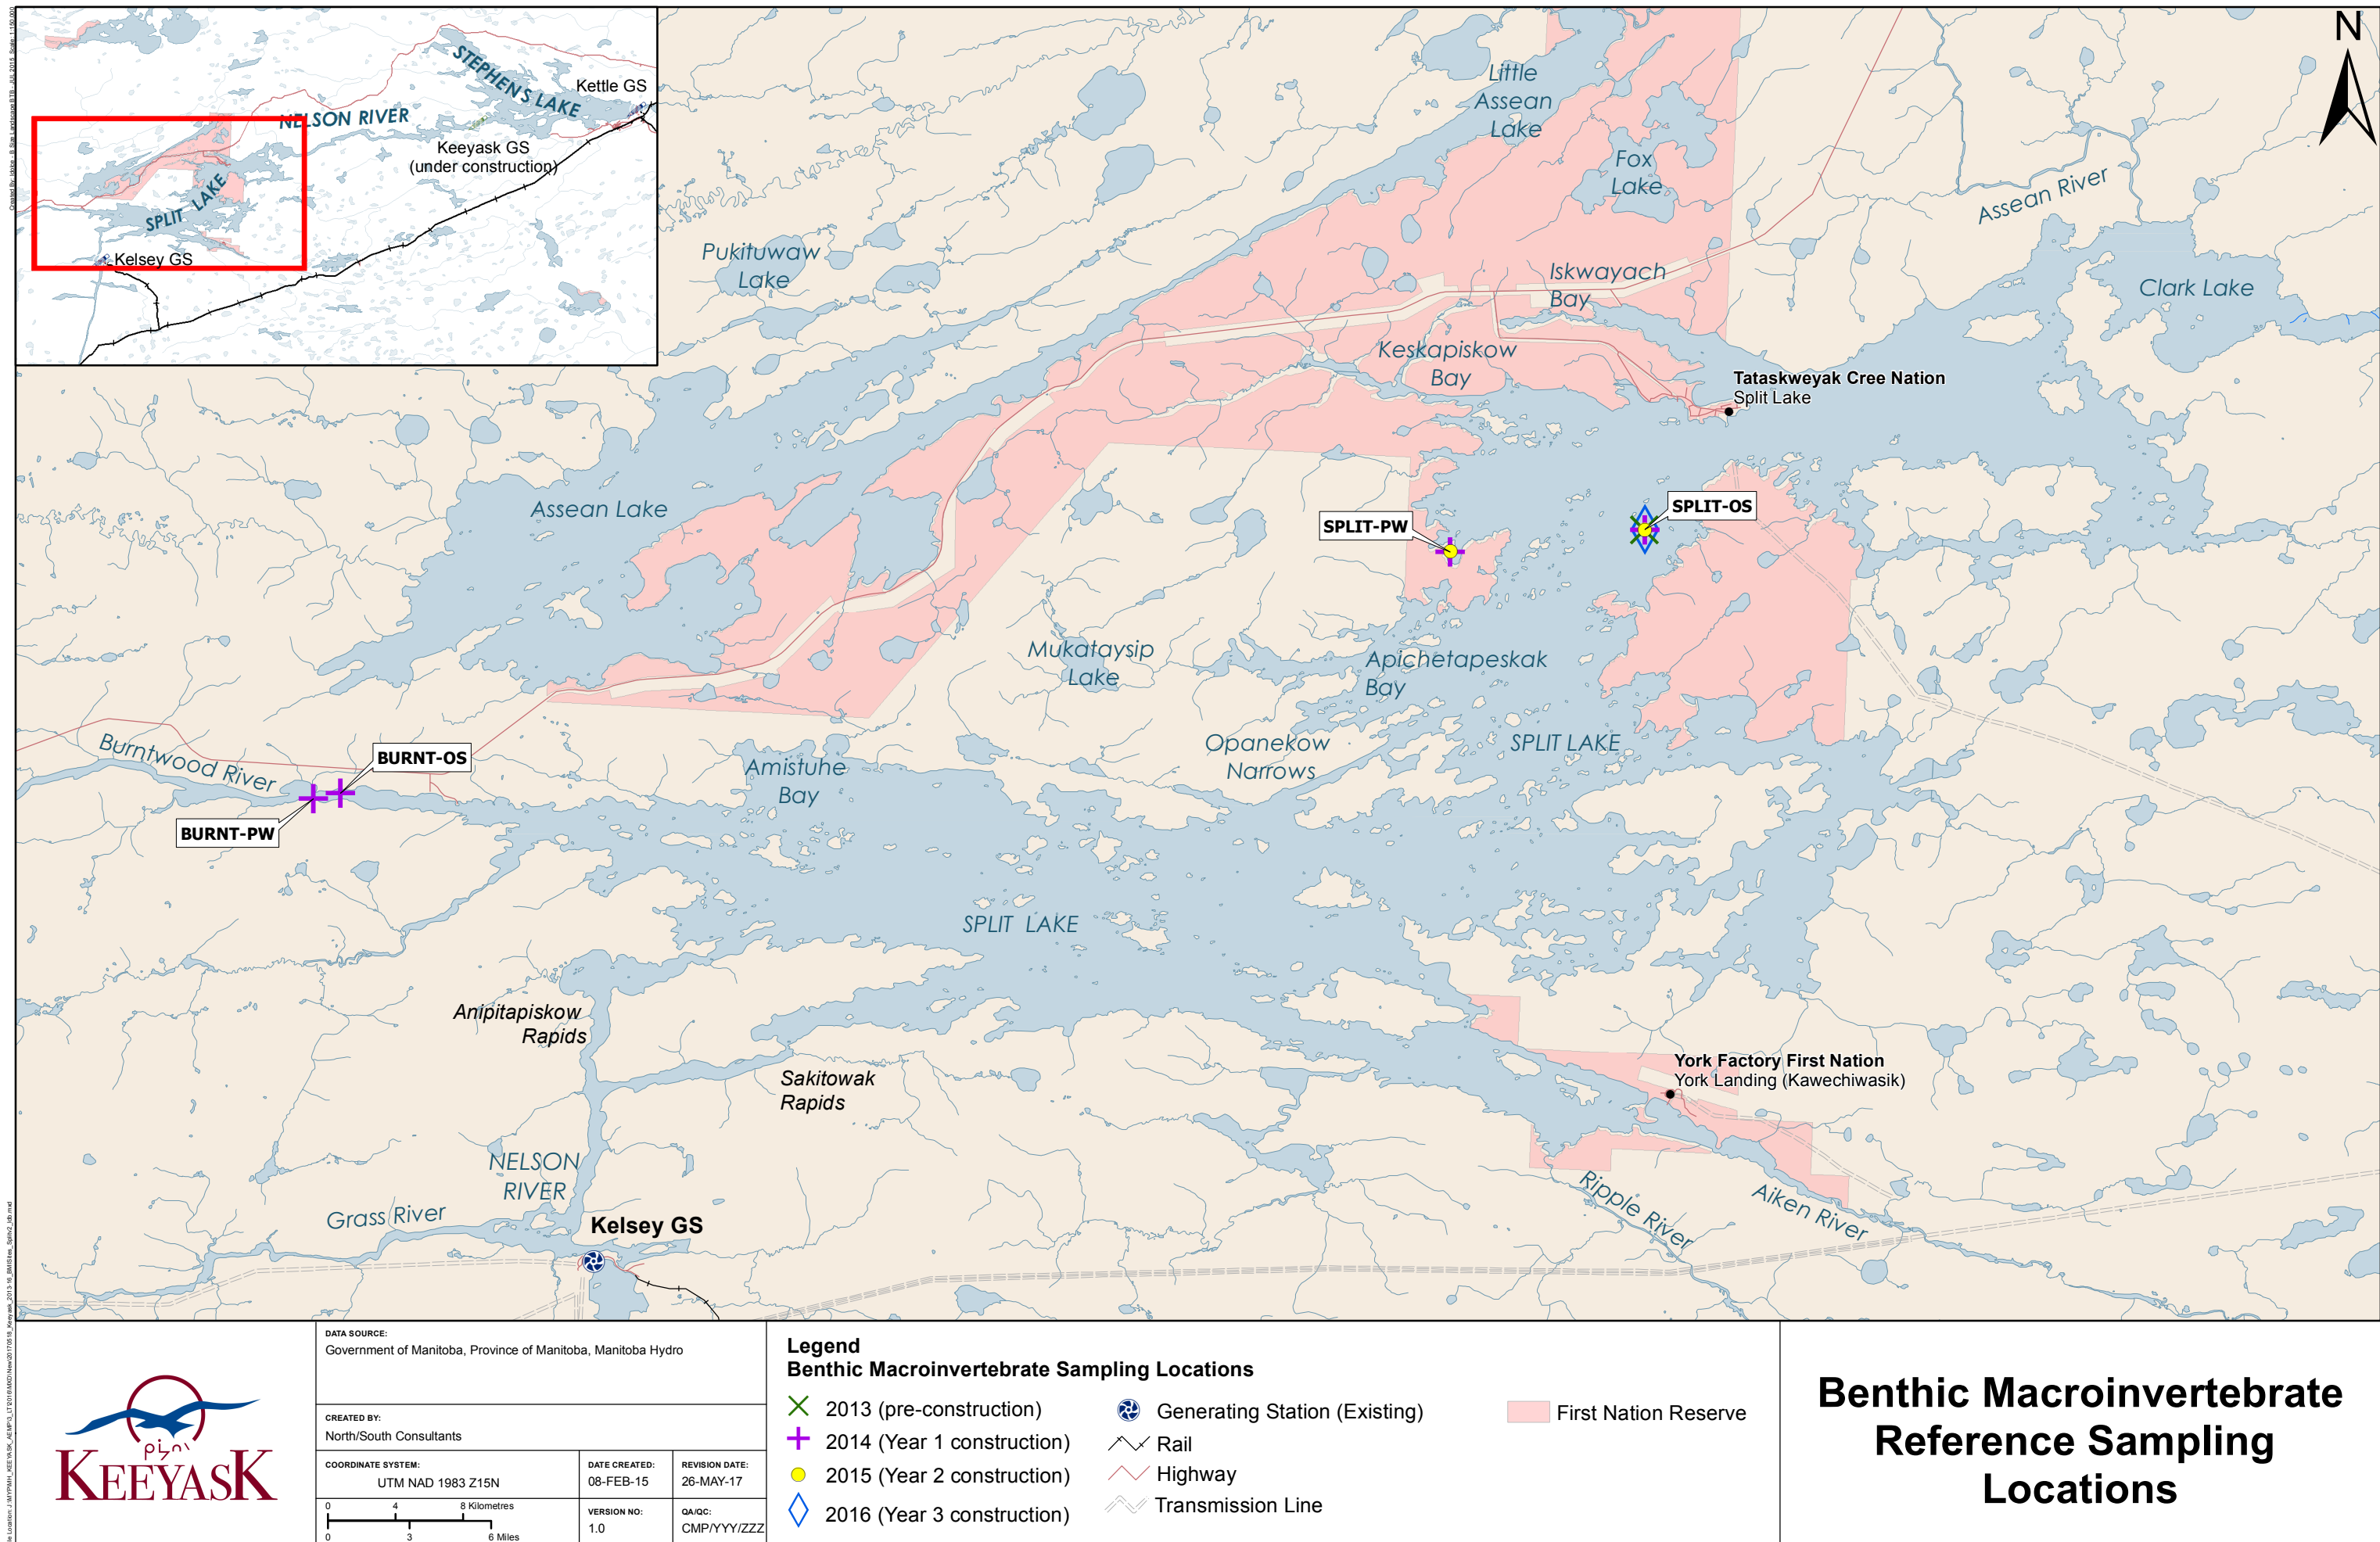 STEPHENS LAKE
Kettle GS
NELSON RIVER
Keeyask GS
(under construction)
SPLIT LAKE
Kelsey GS
N
Little
Assean
Lake
Fox
Lake
Assean River
Pukituwaw
Lake
Iskwayach
Bay
Clark Lake
Keskapiskow
Bay
Tataskweyak Cree Nation
Split Lake
Assean Lake
SPLIT-PW
SPLIT-OS
Mukataysip
Lake
Apichetapeskak
Bay
Burntwood River
BURNT-OS
BURNT-PW
Amistuhe
Bay
Opanekow
Narrows
SPLIT LAKE
SPLIT LAKE
Anipitapiskow
Rapids
Sakitowak
Rapids
York Factory First Nation
York Landing (Kawechiwasik)
NELSON
RIVER
Grass River
Kelsey GS
Ripple River
Aiken River
KEEYASK
DATA SOURCE:
Government of Manitoba, Province of Manitoba, Manitoba Hydro
CREATED BY:
North/South Consultants
COORDINATE SYSTEM:
UTM NAD 1983 Z15N
DATE CREATED:
08-FEB-15
REVISION DATE:
26-MAY-17
0 4 8 Kilometres
0 3 6 Miles
VERSION NO:
1.0
QA/QC:
CMP/YYY/ZZZ
Legend
Benthic Macroinvertebrate Sampling Locations
2013 (pre-construction)
2014 (Year 1 construction)
2015 (Year 2 construction)
2016 (Year 3 construction)
Generating Station (Existing)
Rail
Highway
Transmission Line
First Nation Reserve
Benthic Macroinvertebrate
Reference Sampling
Locations